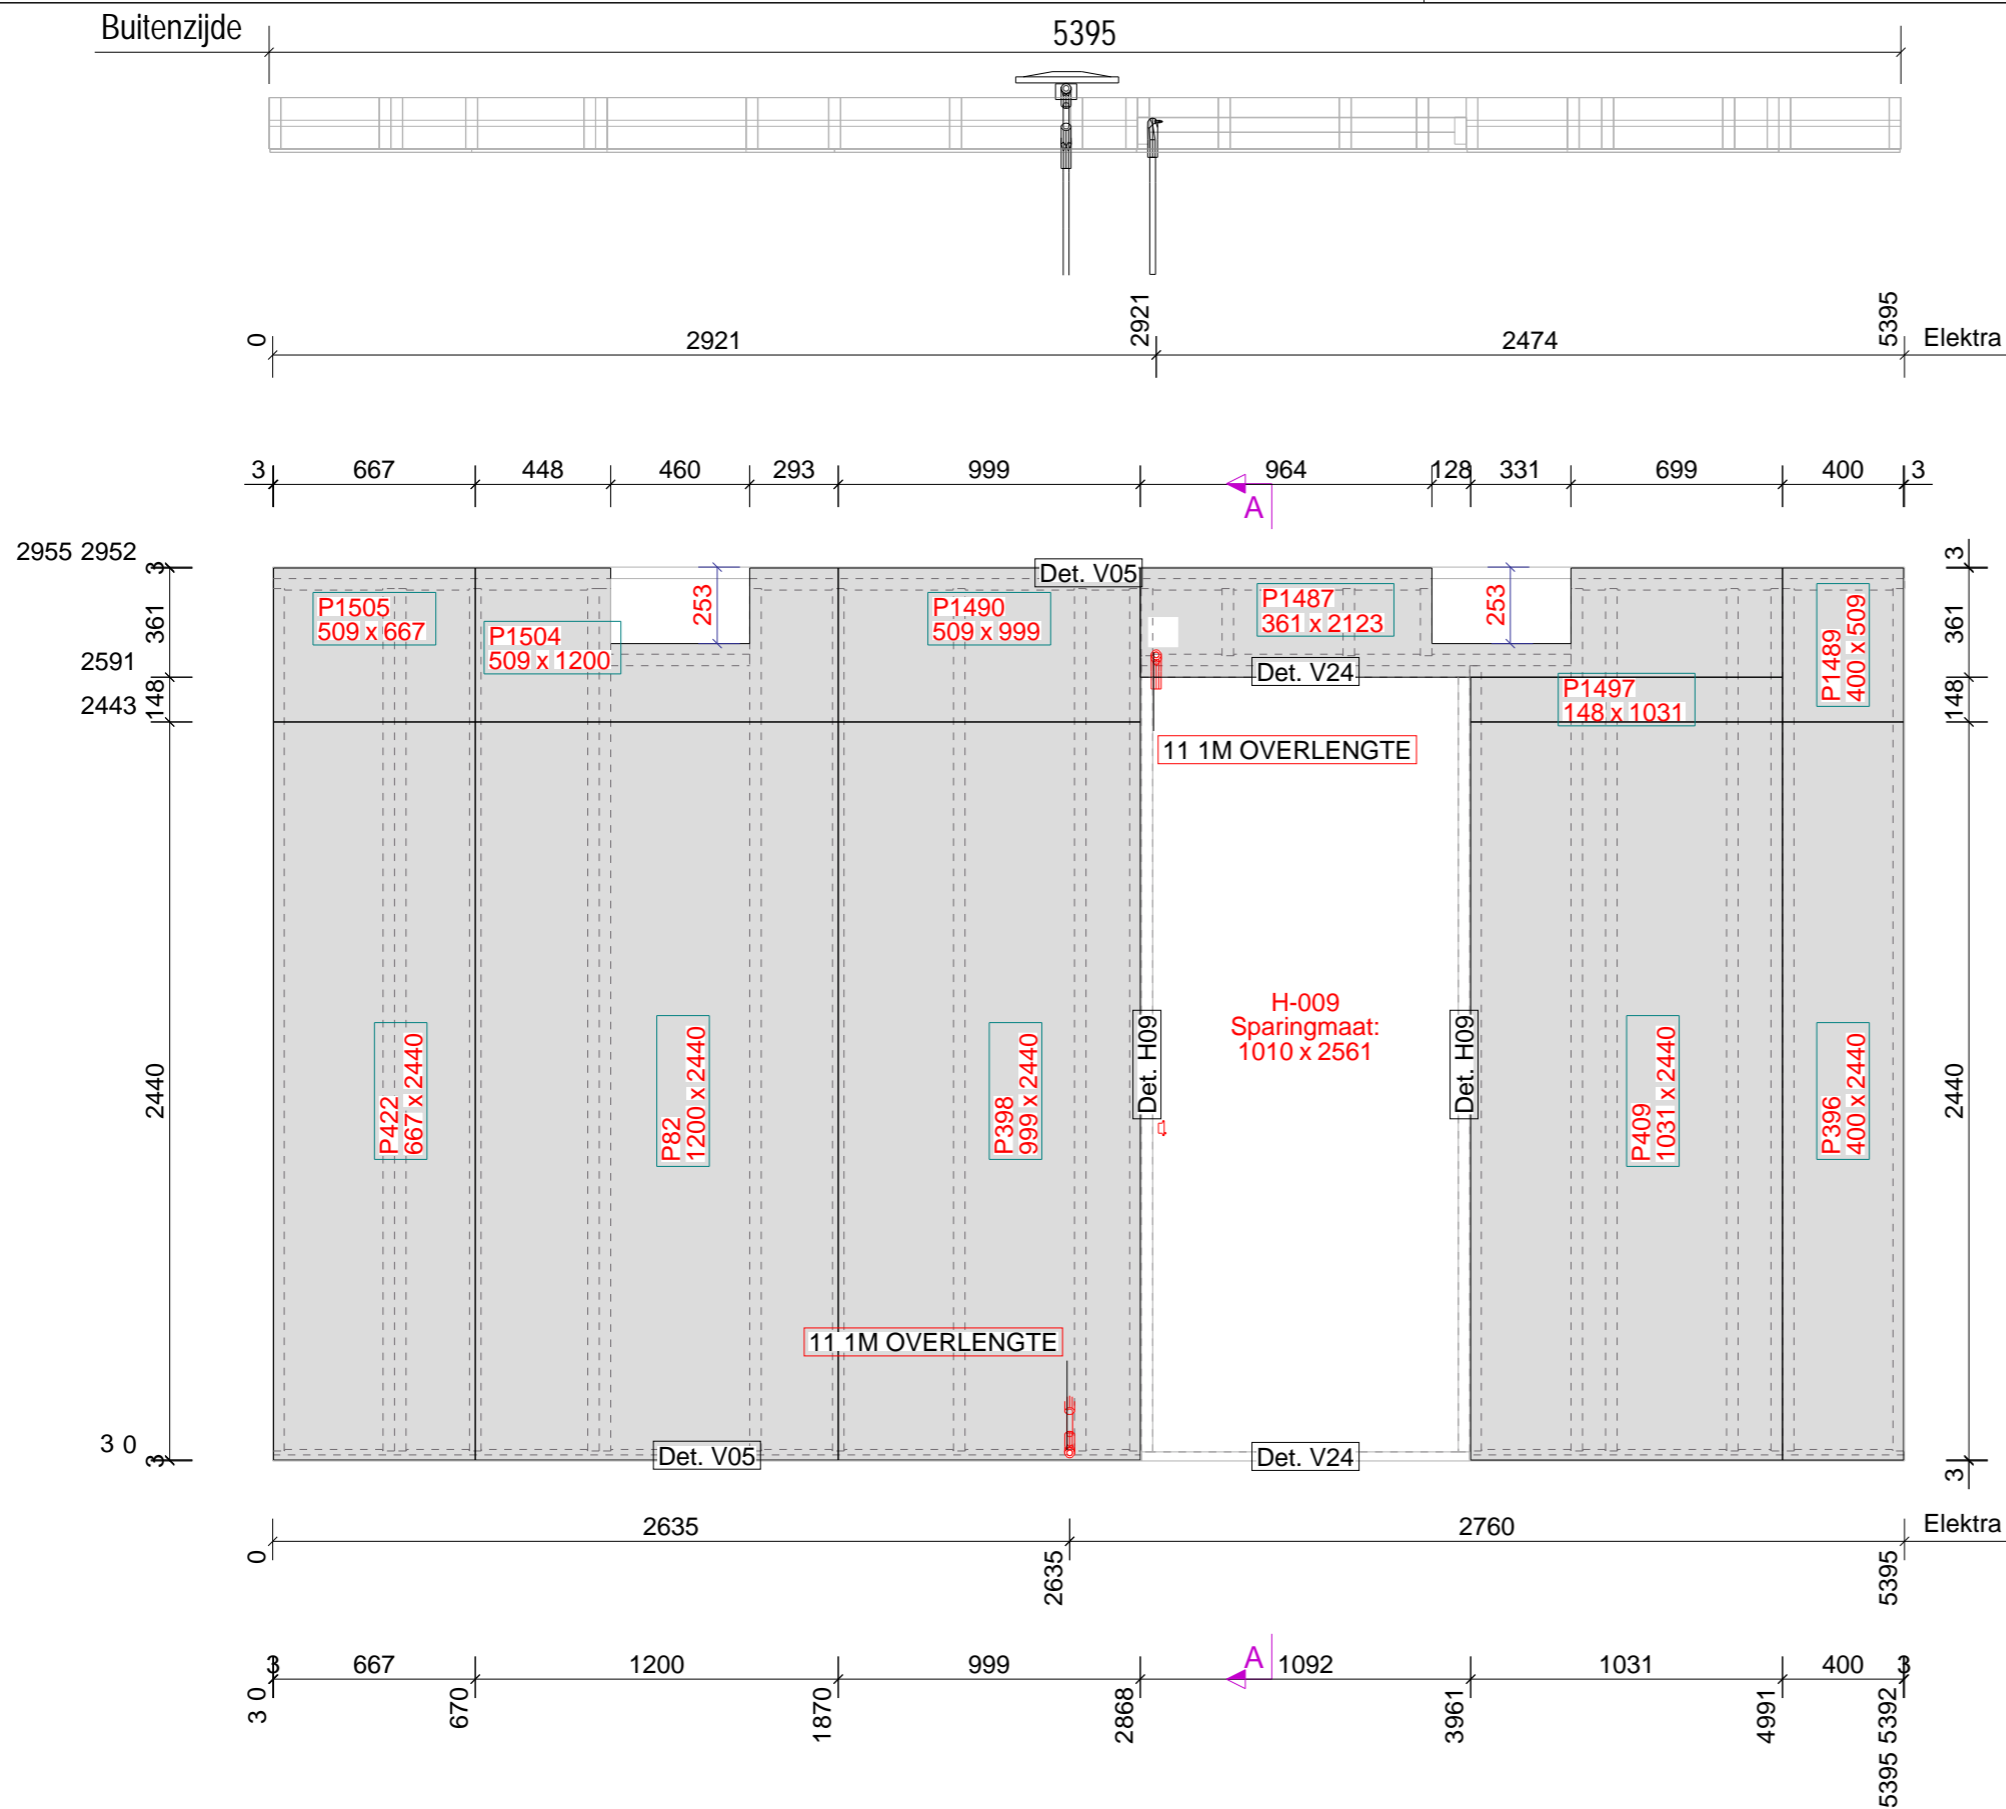 Buitenzijde
5395
0
2921
2921
2474
5395
Elektra
3
667
448
460
293
999
964
128
331
699
400
3
A
2955 2952
3
361
2591
148
2443
2440
3 0
3
Det. V05
253
253
P1505
509 x 667
P1504
509 x 1200
P1490
509 x 999
P1487
361 x 2123
P1489
400 x 509
Det. V24
P1497
148 x 1031
11 1M OVERLENGTE
H-009
Sparingmaat:
1010 x 2561
Det. H09
Det. H09
P422
667 x 2440
P82
1200 x 2440
P398
999 x 2440
P409
1031 x 2440
P396
400 x 2440
11 1M OVERLENGTE
Det. V05
Det. V24
3
361
148
2440
3
2635
2760
Elektra
0
2635
5395
A
3
667
1200
999
1092
1031
400
3
3 0
670
1870
2868
3961
4991
5395 5392